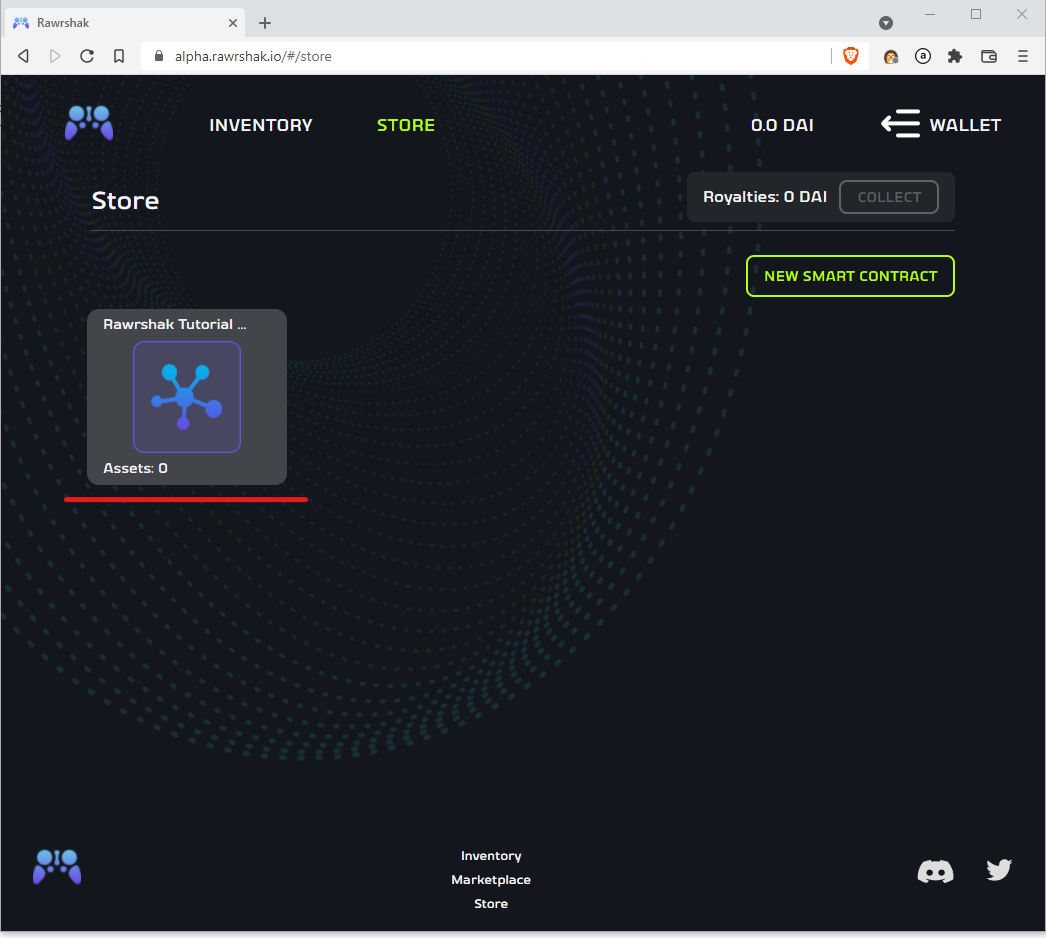 Rawrshak
alpha.rawrshak.io/#/store
INVENTORY
STORE
0.0 DAI
WALLET
Store
Royalties: 0 DAI
COLLECT
NEW SMART CONTRACT
Rawrshak Tutorial ...
Assets: 0
Inventory
Marketplace
Store